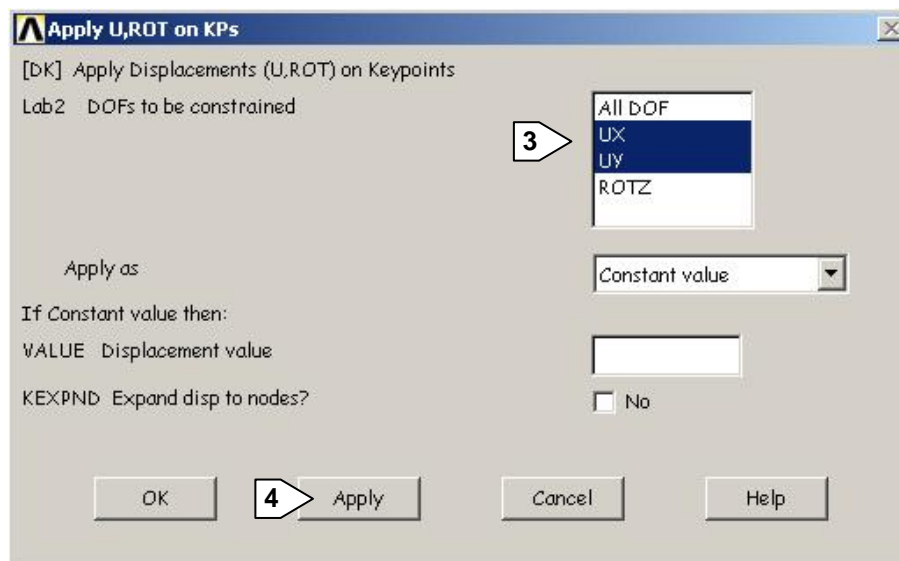 Apply U,ROT on KPs
[DK] Apply Displacements (U,ROT) on Keypoints
Lab2 DOFs to be constrained
All DOF
UX
UY
ROTZ
3
Apply as
Constant value
If Constant value then:
VALUE Displacement value
KEXPND Expand disp to nodes?
No
OK
4
Apply
Cancel
Help